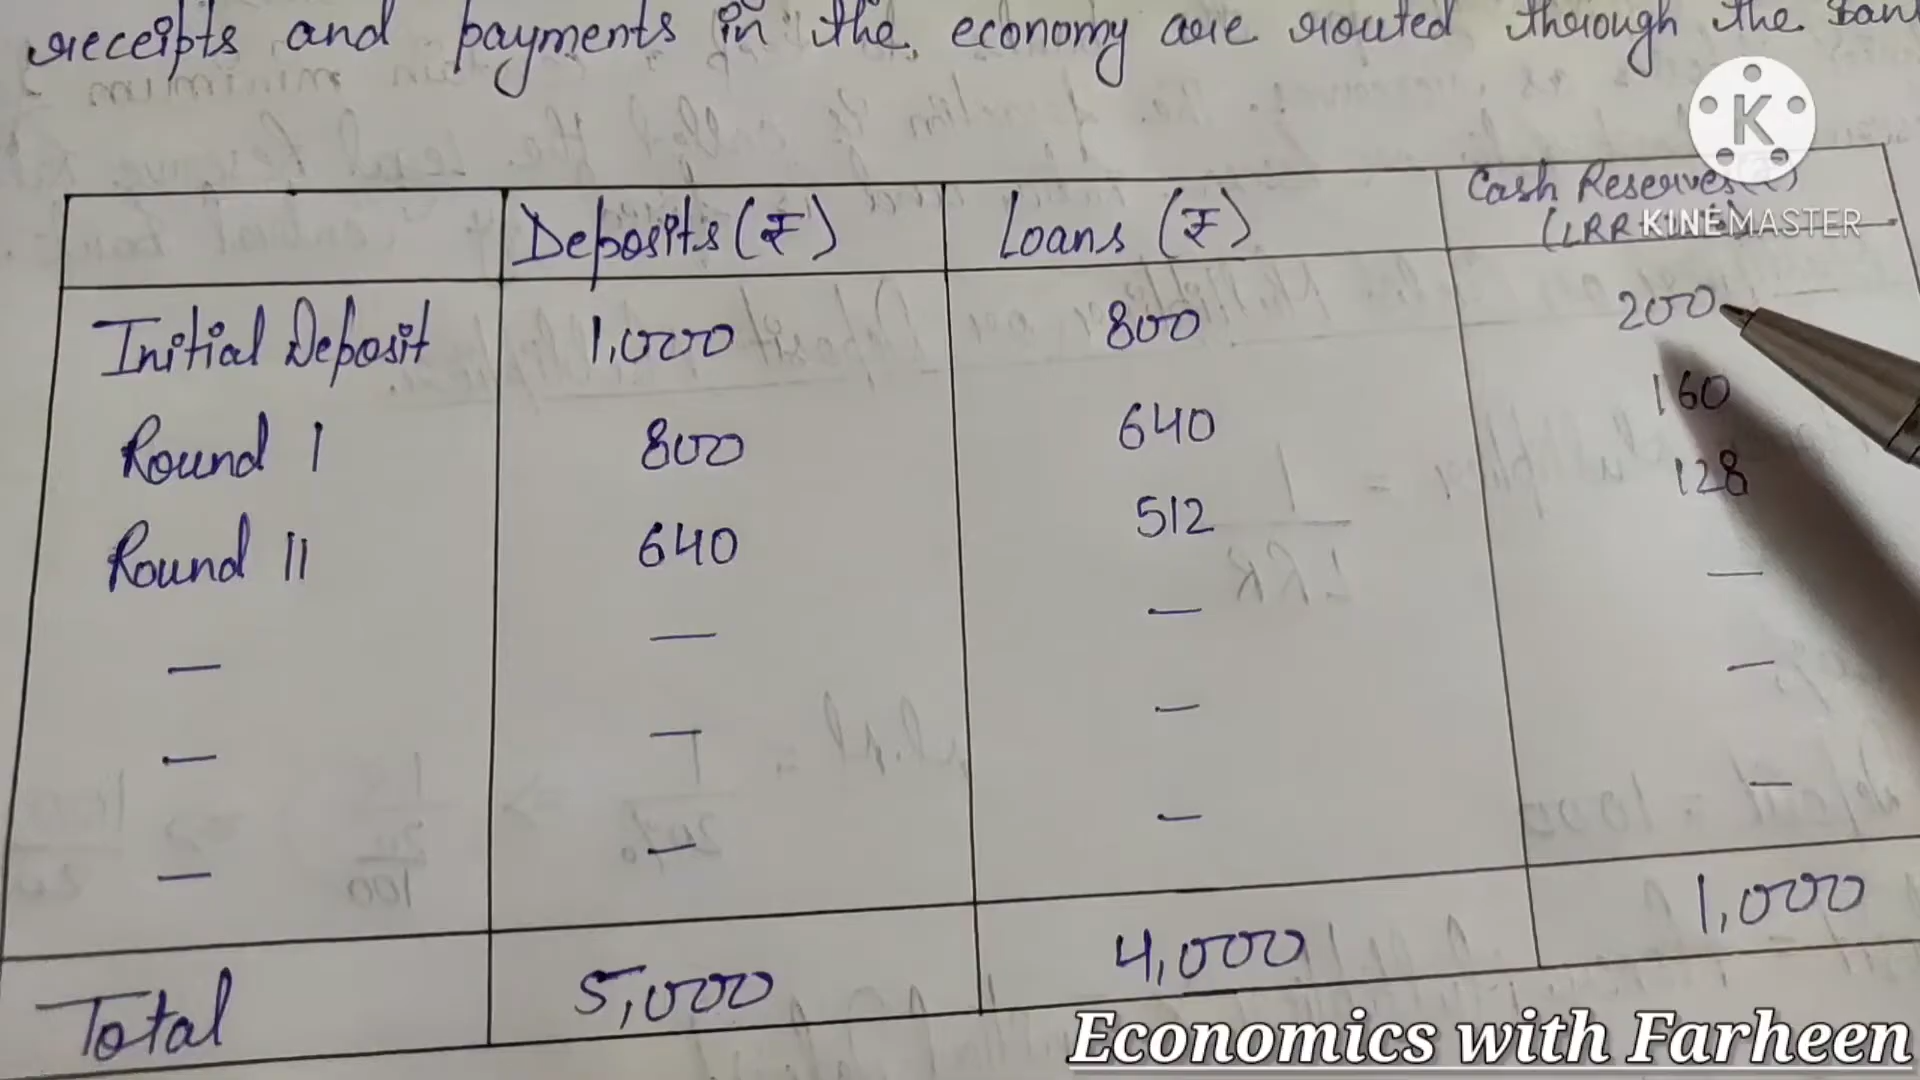 receipts and payments in the economy are routed through the
K
KINEMASTER
Deposits (₹) Loans (₹) Cash Reserves (₹)
(LRR
Initial Deposit 1,000 800 200
Round I 800 640 160
Round II 640 512 128
— — — —
— — — —
— — — —
Total 5,000 4,000 1,000
Economics with Farheen